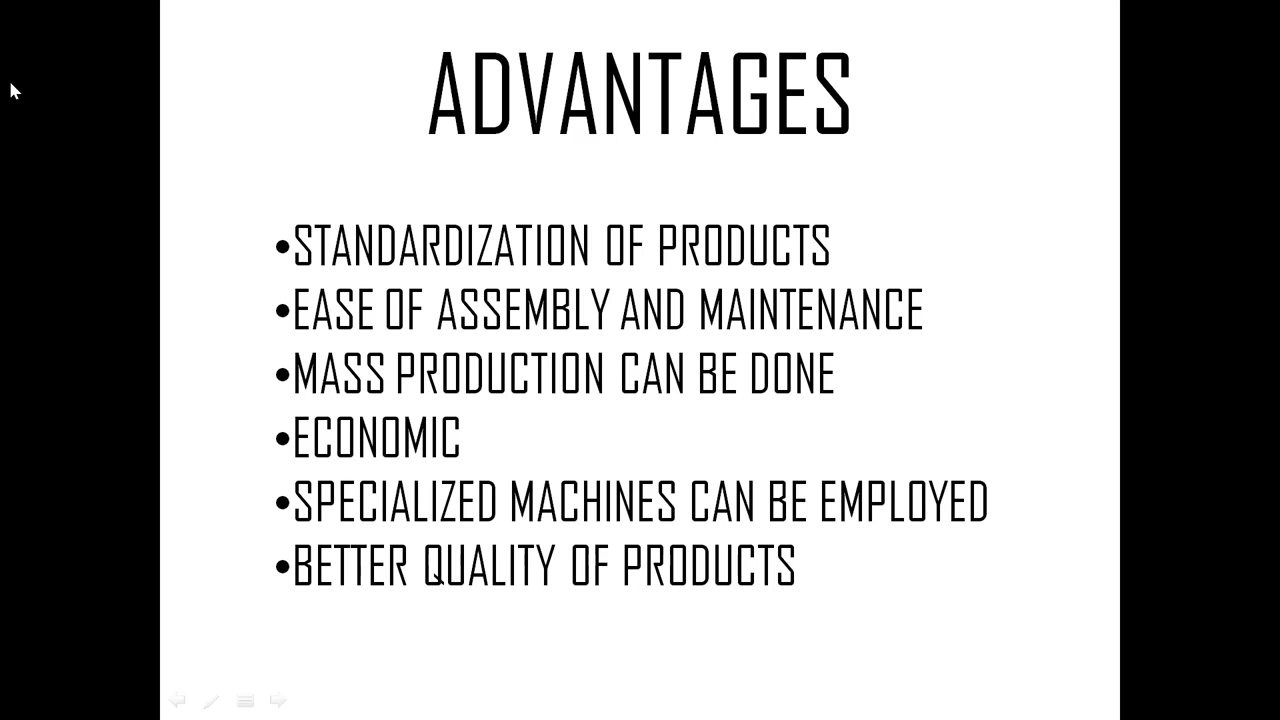 ADVANTAGES
•STANDARDIZATION OF PRODUCTS
•EASE OF ASSEMBLY AND MAINTENANCE
•MASS PRODUCTION CAN BE DONE
•ECONOMIC
•SPECIALIZED MACHINES CAN BE EMPLOYED
•BETTER QUALITY OF PRODUCTS